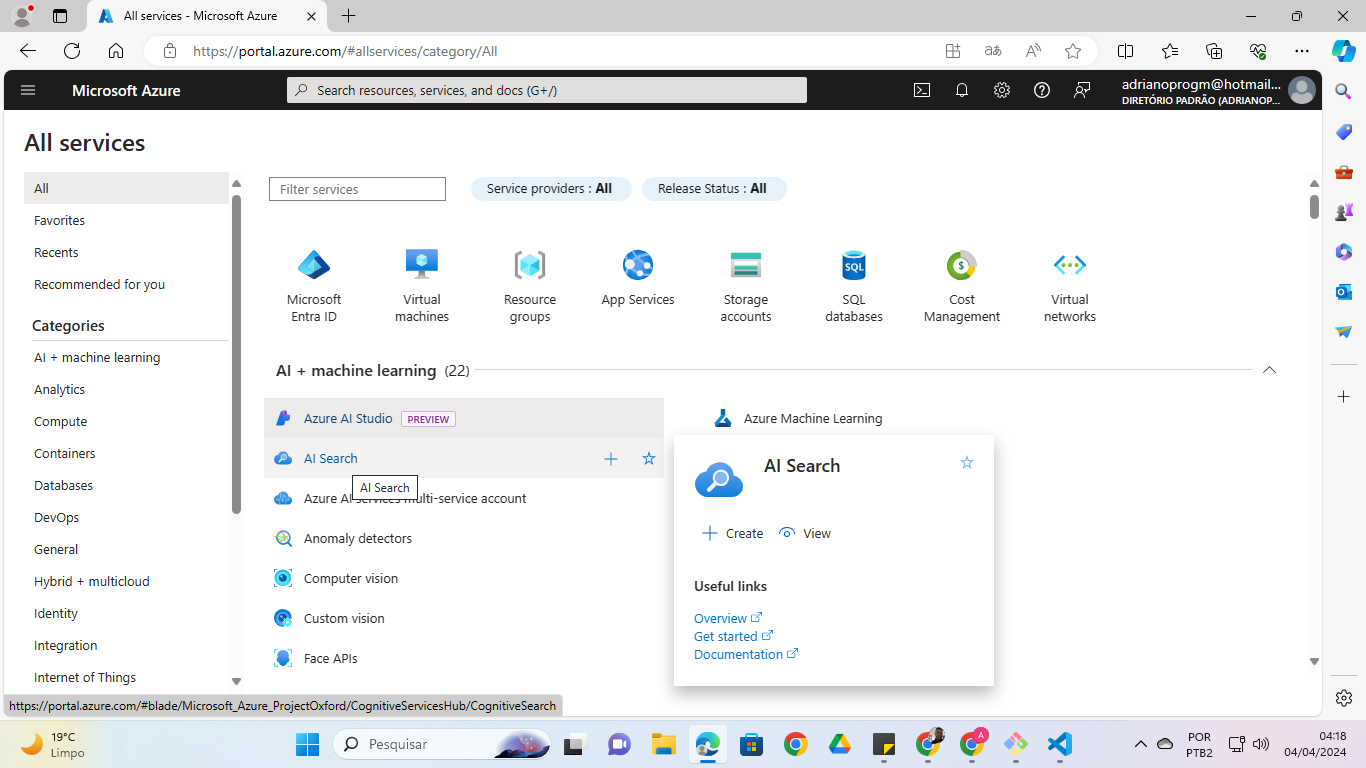 All services - Microsoft Azure
https://portal.azure.com/#allservices/category/All
Microsoft Azure
Search resources, services, and docs (G+/)
adrianoprogm@hotmail...
DIRETÓRIO PADRÃO (ADRIANOP...
All services
All
Favorites
Recents
Recommended for you
Categories
AI + machine learning
Analytics
Compute
Containers
Databases
DevOps
General
Hybrid + multicloud
Identity
Integration
Internet of Things
Filter services
Service providers : All
Release Status : All
Microsoft
Entra ID
Virtual
machines
Resource
groups
App Services
Storage
accounts
SQL
SQL
databases
Cost
Management
Virtual
networks
AI + machine learning (22)
Azure AI Studio PREVIEW
Azure Machine Learning
AI Search
AI Search
Azure AI services multi-service account
Anomaly detectors
Computer vision
Custom vision
Face APIs
AI Search
Create
View
Useful links
Overview
Get started
Documentation
https://portal.azure.com/#blade/Microsoft_Azure_ProjectOxford/CognitiveServicesHub/CognitiveSearch
19°C
Limpo
Pesquisar
A
POR
PTB2
04:18
04/04/2024